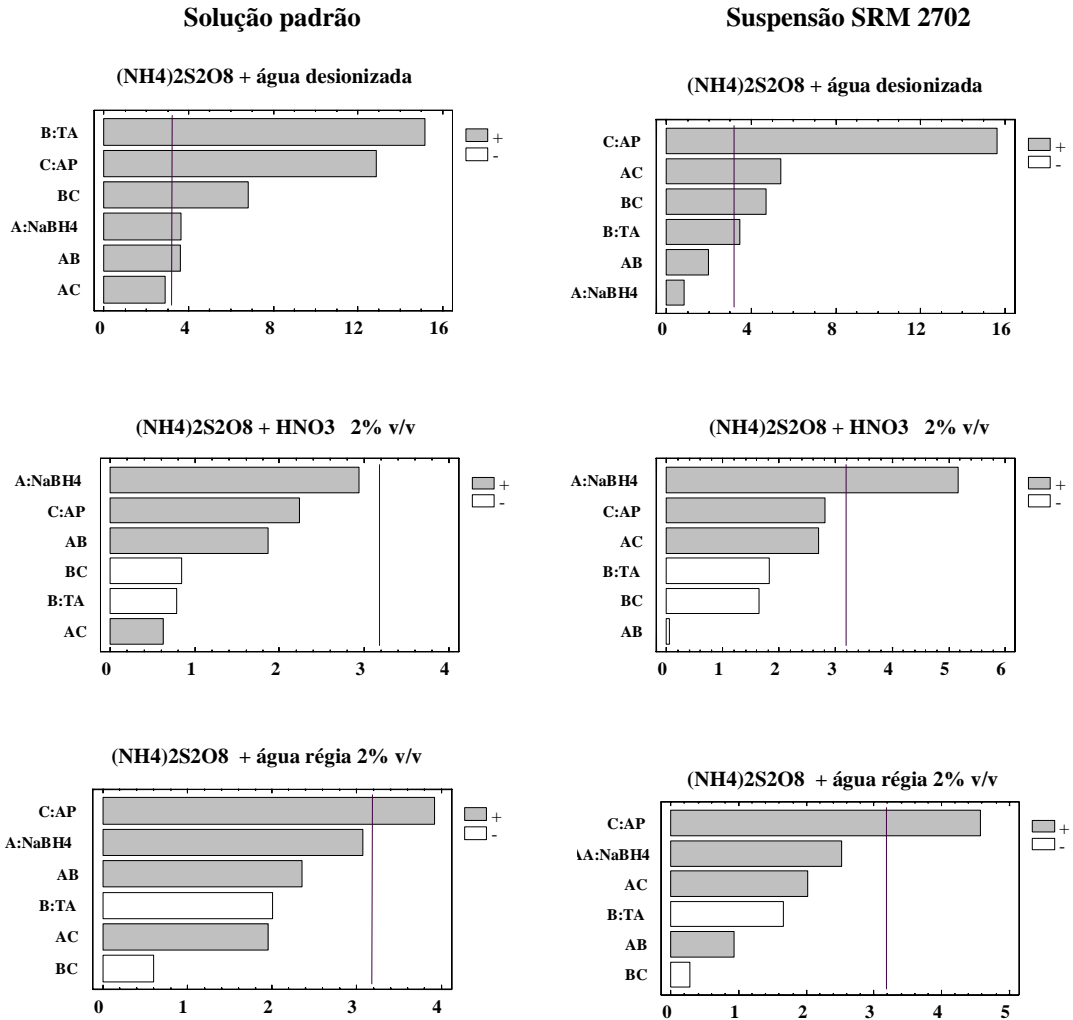 Solução padrão
(NH4)2S2O8 + água desionizada
B:TA
C:AP
BC
A:NaBH4
AB
AC
+
-
0 4 8 12 16
Suspensão SRM 2702
(NH4)2S2O8 + água desionizada
C:AP
AC
BC
B:TA
AB
A:NaBH4
+
-
0 4 8 12 16
(NH4)2S2O8 + HNO3 2% v/v
A:NaBH4
C:AP
AB
BC
B:TA
AC
+
-
0 1 2 3 4
(NH4)2S2O8 + HNO3 2% v/v
A:NaBH4
C:AP
AC
B:TA
BC
AB
+
-
0 1 2 3 4 5 6
(NH4)2S2O8 + água régia 2% v/v
C:AP
A:NaBH4
AB
B:TA
AC
BC
+
-
0 1 2 3 4
(NH4)2S2O8 + água régia 2% v/v
C:AP
AA:NaBH4
AC
B:TA
AB
BC
+
-
0 1 2 3 4 5